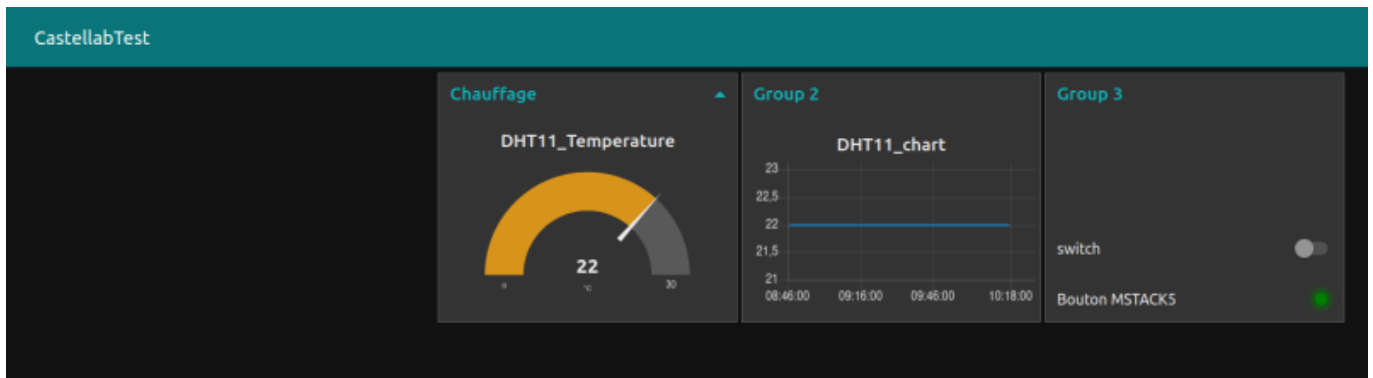 CastellabTest
Chauffage
DHT11_Temperature
22
0
°C
30
Group 2
DHT11_chart
23
22,5
22
21,5
21
08:46:00 09:16:00 09:46:00 10:18:00
Group 3
switch
Bouton MSTACK5